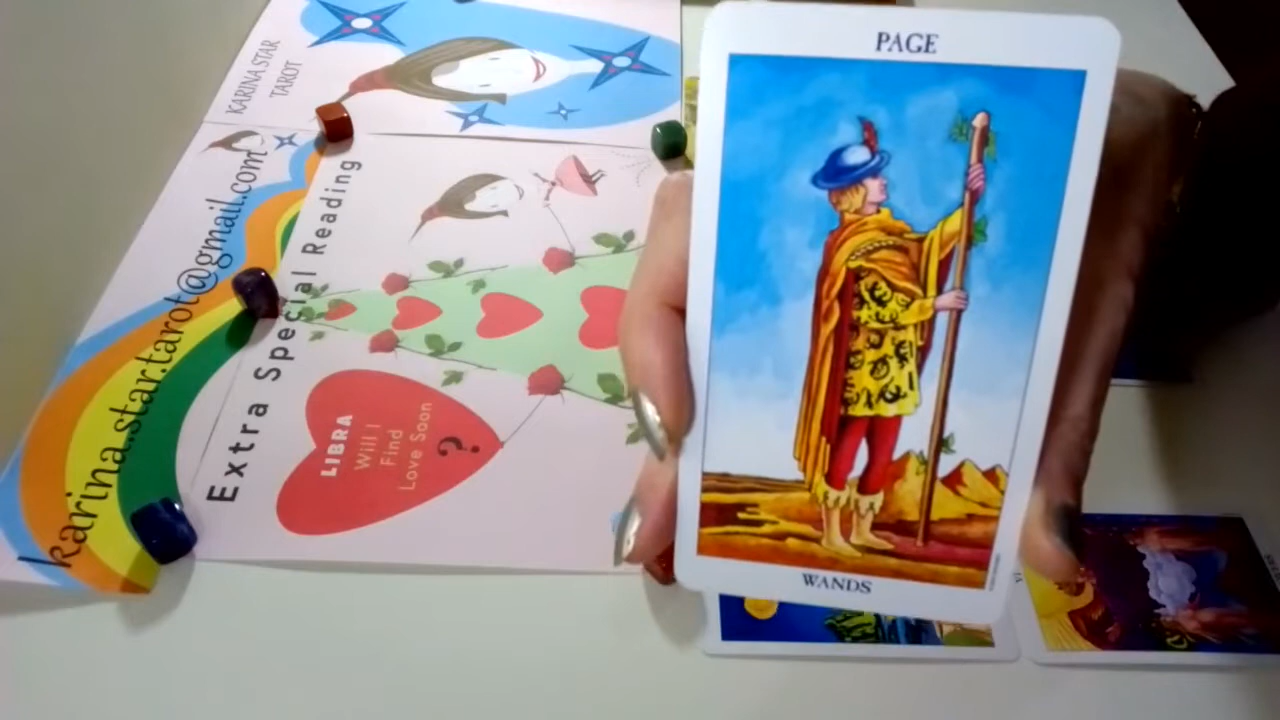 PAGE
WANDS
KARINA STAR
TAROT
karina.star.tarot@gmail.com
Extra Special Reading
LIBRA
Will I
Find
Love Soon
?